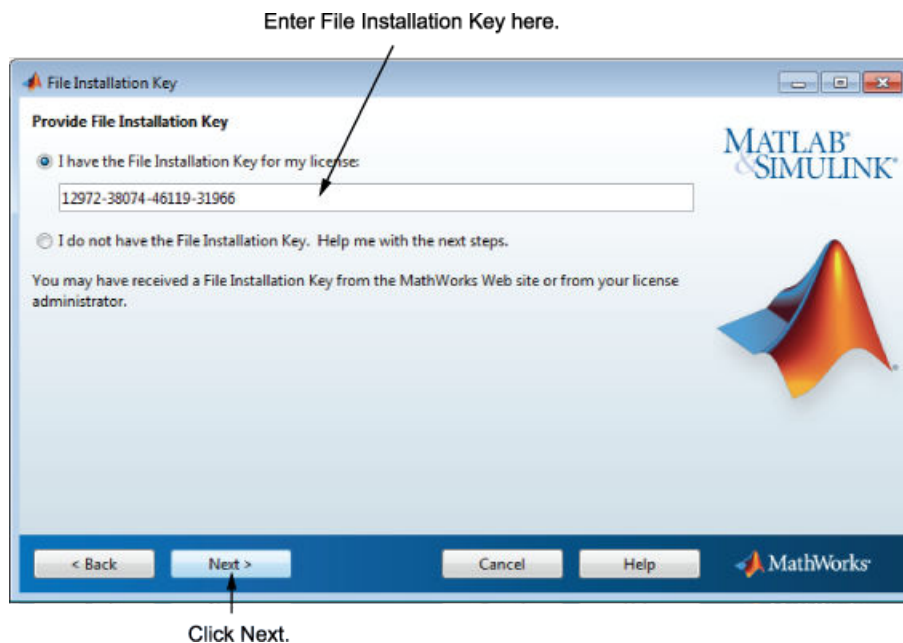 Enter File Installation Key here.
File Installation Key
Provide File Installation Key
I have the File Installation Key for my license:
12972-38074-46119-31966
I do not have the File Installation Key. Help me with the next steps.
You may have received a File Installation Key from the MathWorks Web site or from your license
administrator.
MATLAB®
&SIMULINK®
< Back
Next >
Cancel
Help
MathWorks®
Click Next.